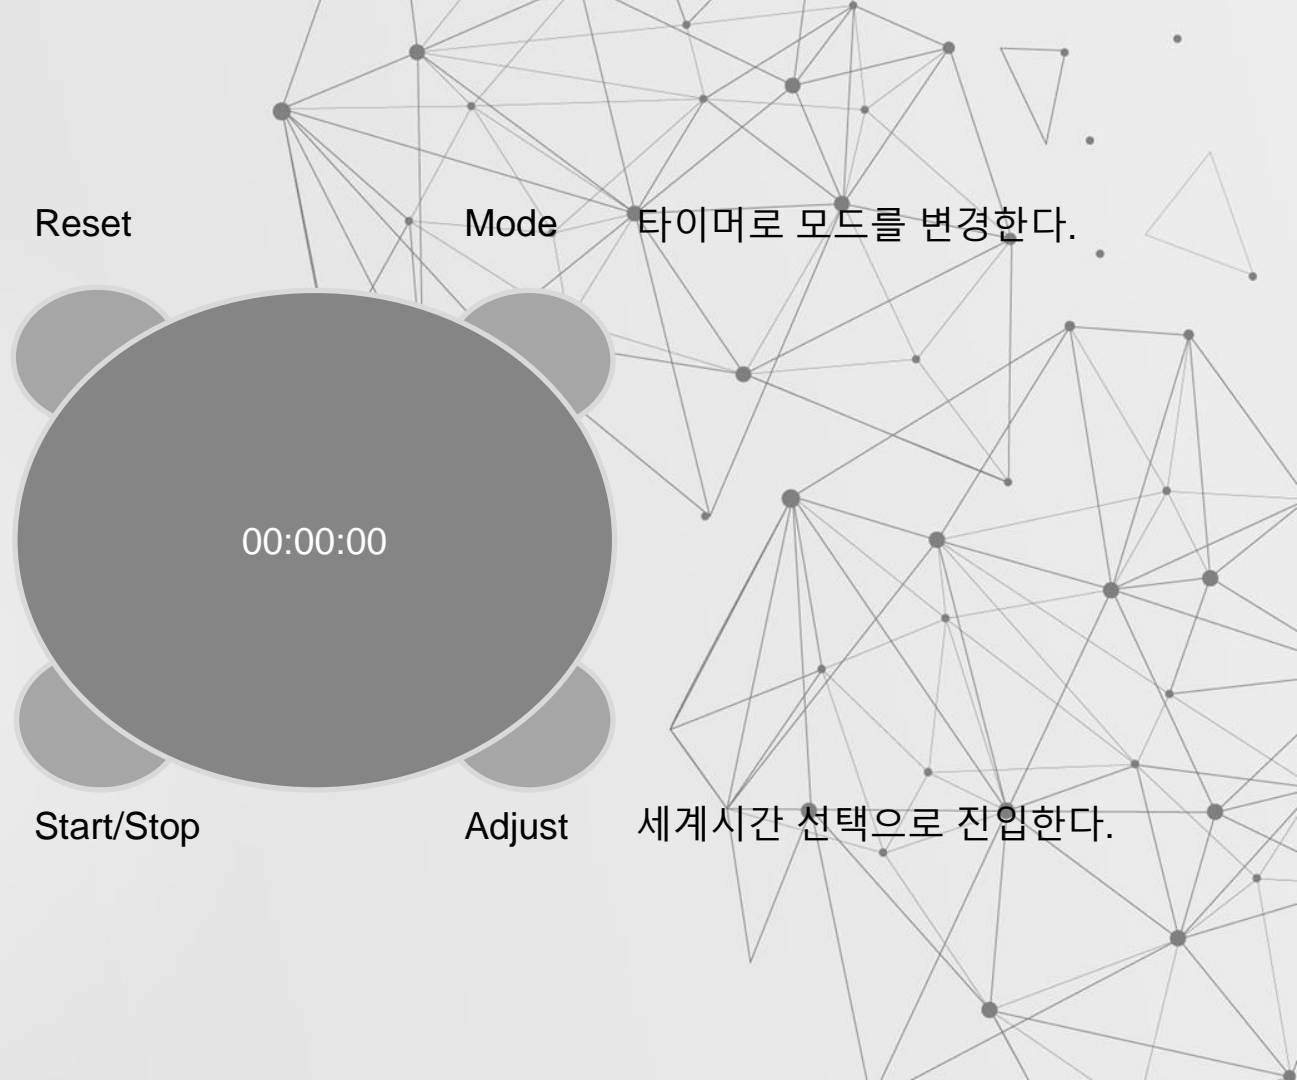 Reset
Mode
타이머로 모드를 변경한다.
00:00:00
Start/Stop
Adjust
세계시간 선택으로 진입한다.